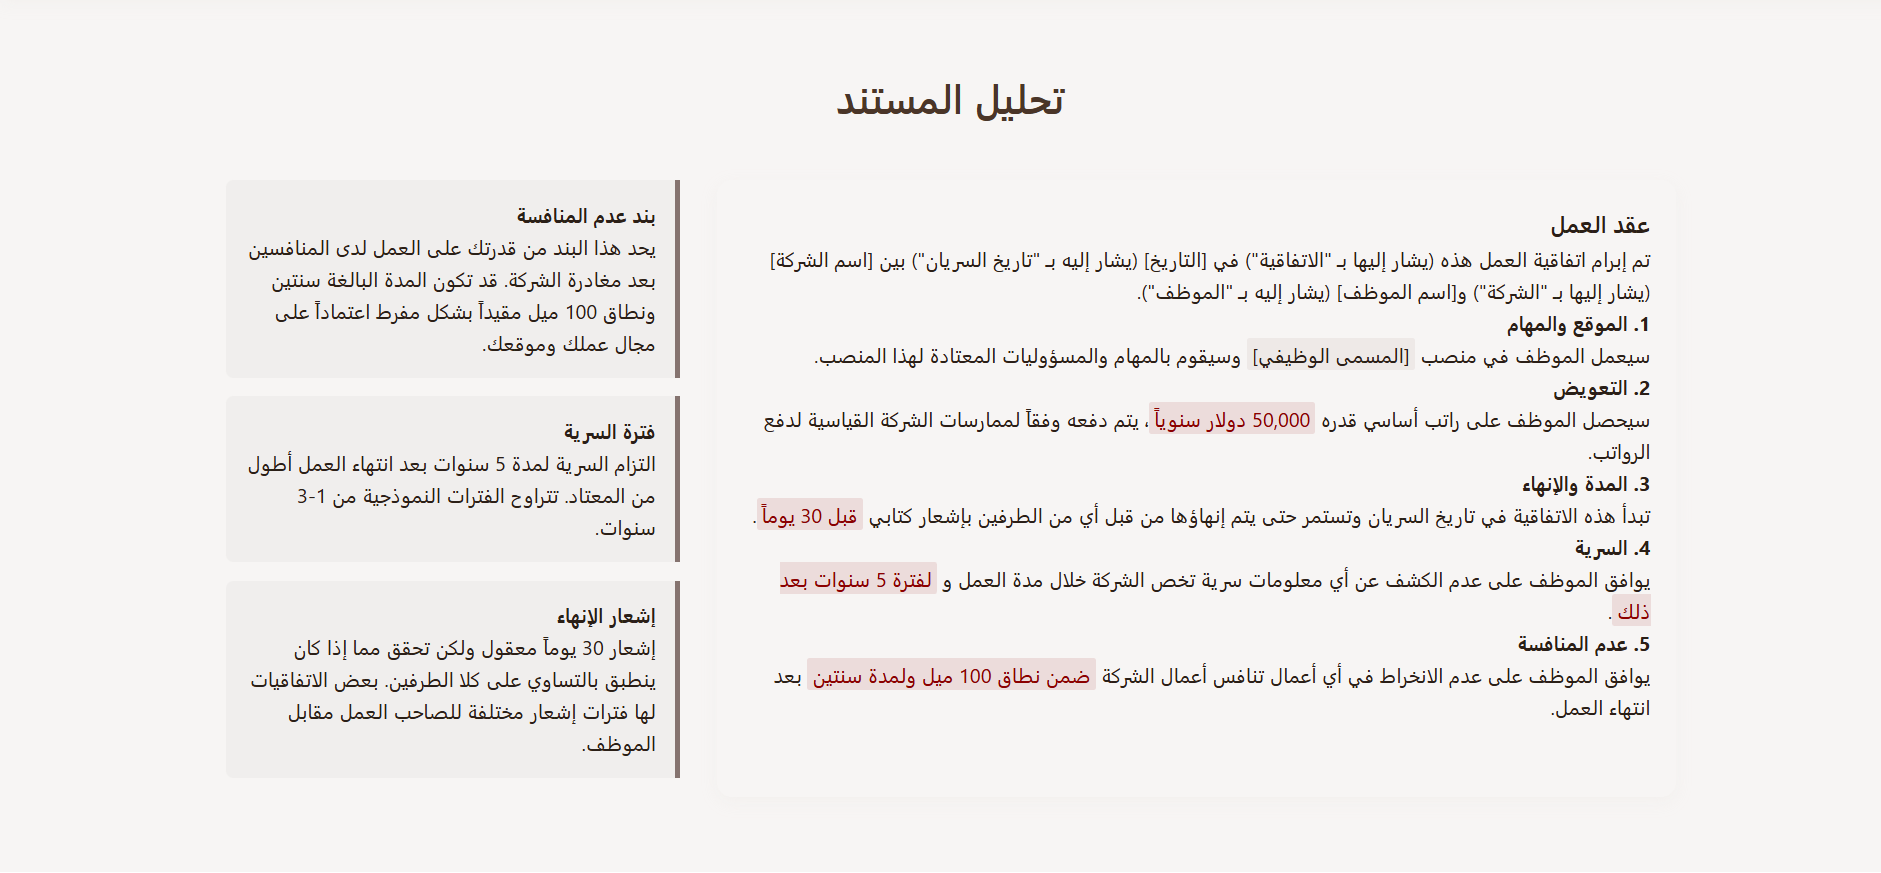 تحليل المستند
عقد العمل
تم إبرام اتفاقية العمل هذه (يشار إليها بـ "الاتفاقية") في [التاريخ] (يشار إليه بـ "تاريخ السريان") بين [اسم الشركة]
(يشار إليها بـ "الشركة") و[اسم الموظف] (يشار إليه بـ "الموظف").
1. الموقع والمهام
سيعمل الموظف في منصب [المسمى الوظيفي] وسيقوم بالمهام والمسؤوليات المعتادة لهذا المنصب.
2. التعويض
سيحصل الموظف على راتب أساسي قدره 50,000 دولار سنوياً، يتم دفعه وفقاً لممارسات الشركة القياسية لدفع
الرواتب.
3. المدة والإنهاء
تبدأ هذه الاتفاقية في تاريخ السريان وتستمر حتى يتم إنهاؤها من قبل أي من الطرفين بإشعار كتابي قبل 30 يوماً.
4. السرية
يوافق الموظف على عدم الكشف عن أي معلومات سرية تخص الشركة خلال مدة العمل و لفترة 5 سنوات بعد
ذلك.
5. عدم المنافسة
يوافق الموظف على عدم الانخراط في أي أعمال تنافس أعمال الشركة ضمن نطاق 100 ميل ولمدة سنتين بعد
انتهاء العمل.
بند عدم المنافسة
يحد هذا البند من قدرتك على العمل لدى المنافسين
بعد مغادرة الشركة. قد تكون المدة البالغة سنتين
ونطاق 100 ميل مقيداً بشكل مفرط اعتماداً على
مجال عملك وموقعك.
فترة السرية
التزام السرية لمدة 5 سنوات بعد انتهاء العمل أطول
من المعتاد. تتراوح الفترات النموذجية من 1-3
سنوات.
إشعار الإنهاء
إشعار 30 يوماً معقول ولكن تحقق مما إذا كان
ينطبق بالتساوي على كلا الطرفين. بعض الاتفاقيات
لها فترات إشعار مختلفة للصاحب العمل مقابل
الموظف.